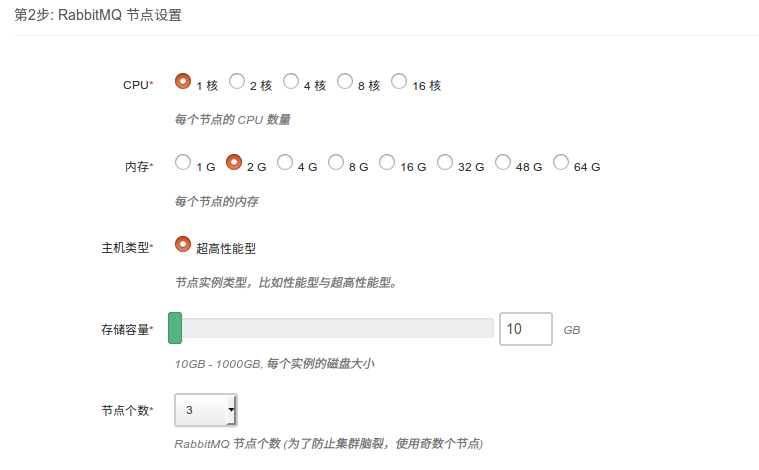 第2步: RabbitMQ 节点设置
CPU* 1 核 2 核 4 核 8 核 16 核
每个节点的 CPU 数量
内存* 1 G 2 G 4 G 8 G 16 G 32 G 48 G 64 G
每个节点的内存
主机类型* 超高性能型
节点实例类型，比如性能型与超高性能型。
存储容量* 10 GB
10GB - 1000GB, 每个实例的磁盘大小
节点个数* 3
RabbitMQ 节点个数 (为了防止集群脑裂，使用奇数个节点)